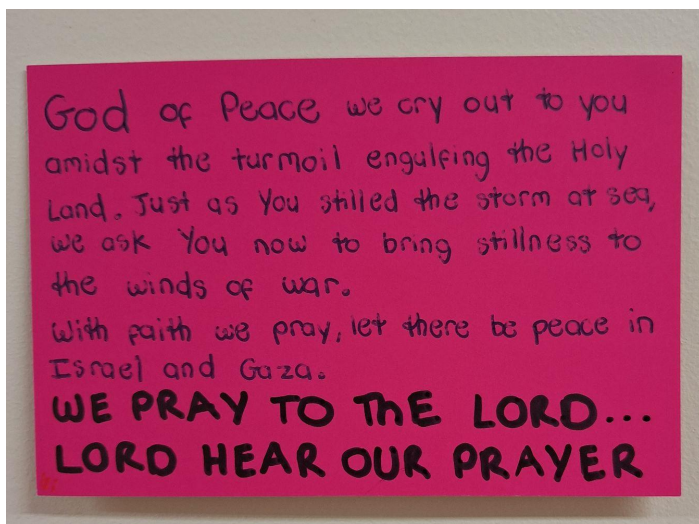 God of Peace we cry out to you
amidst the turmoil engulfing the Holy
Land. Just as You stilled the storm at sea,
we ask You now to bring stillness to
the winds of war.
With faith we pray, let there be peace in
Israel and Gaza.
WE PRAY TO ThE LORD...
LORD HEAR OUR PRAYER